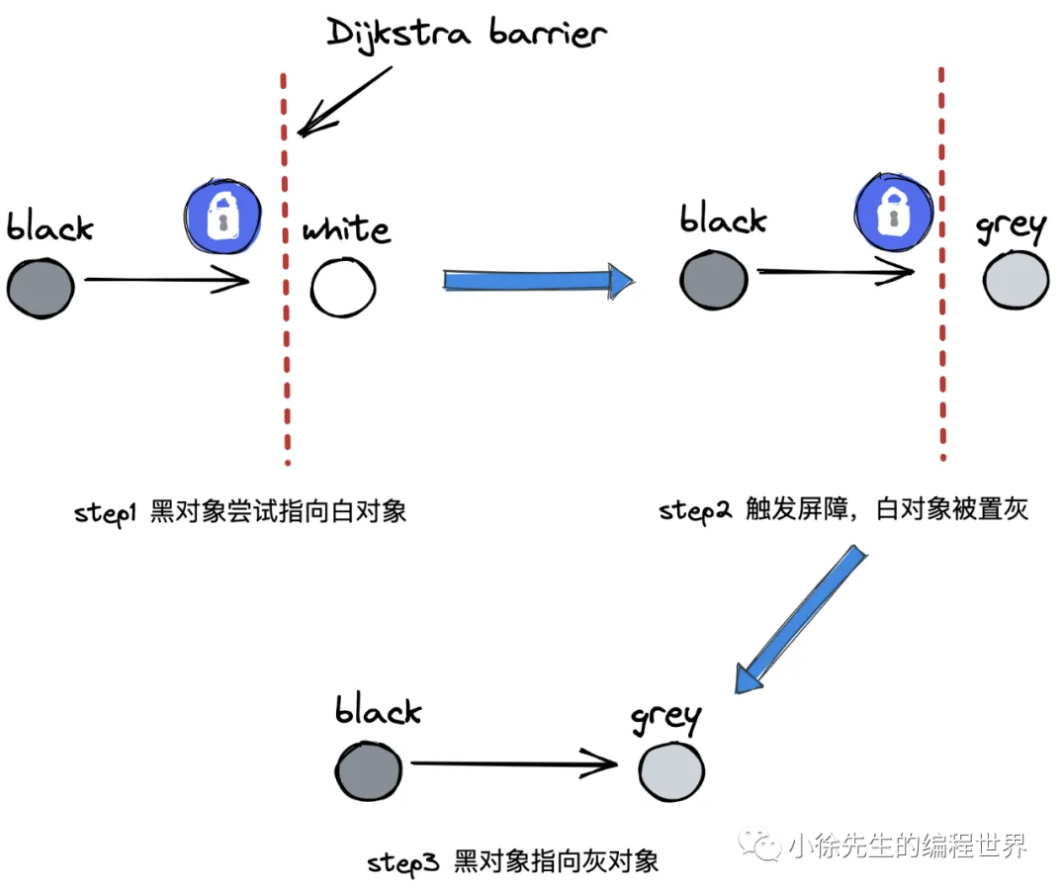 Dijkstra barrier
black
white
black
grey
step1 黑对象尝试指向白对象
step2 触发屏障，白对象被置灰
black
grey
step3 黑对象指向灰对象
小徐先生的编程世界